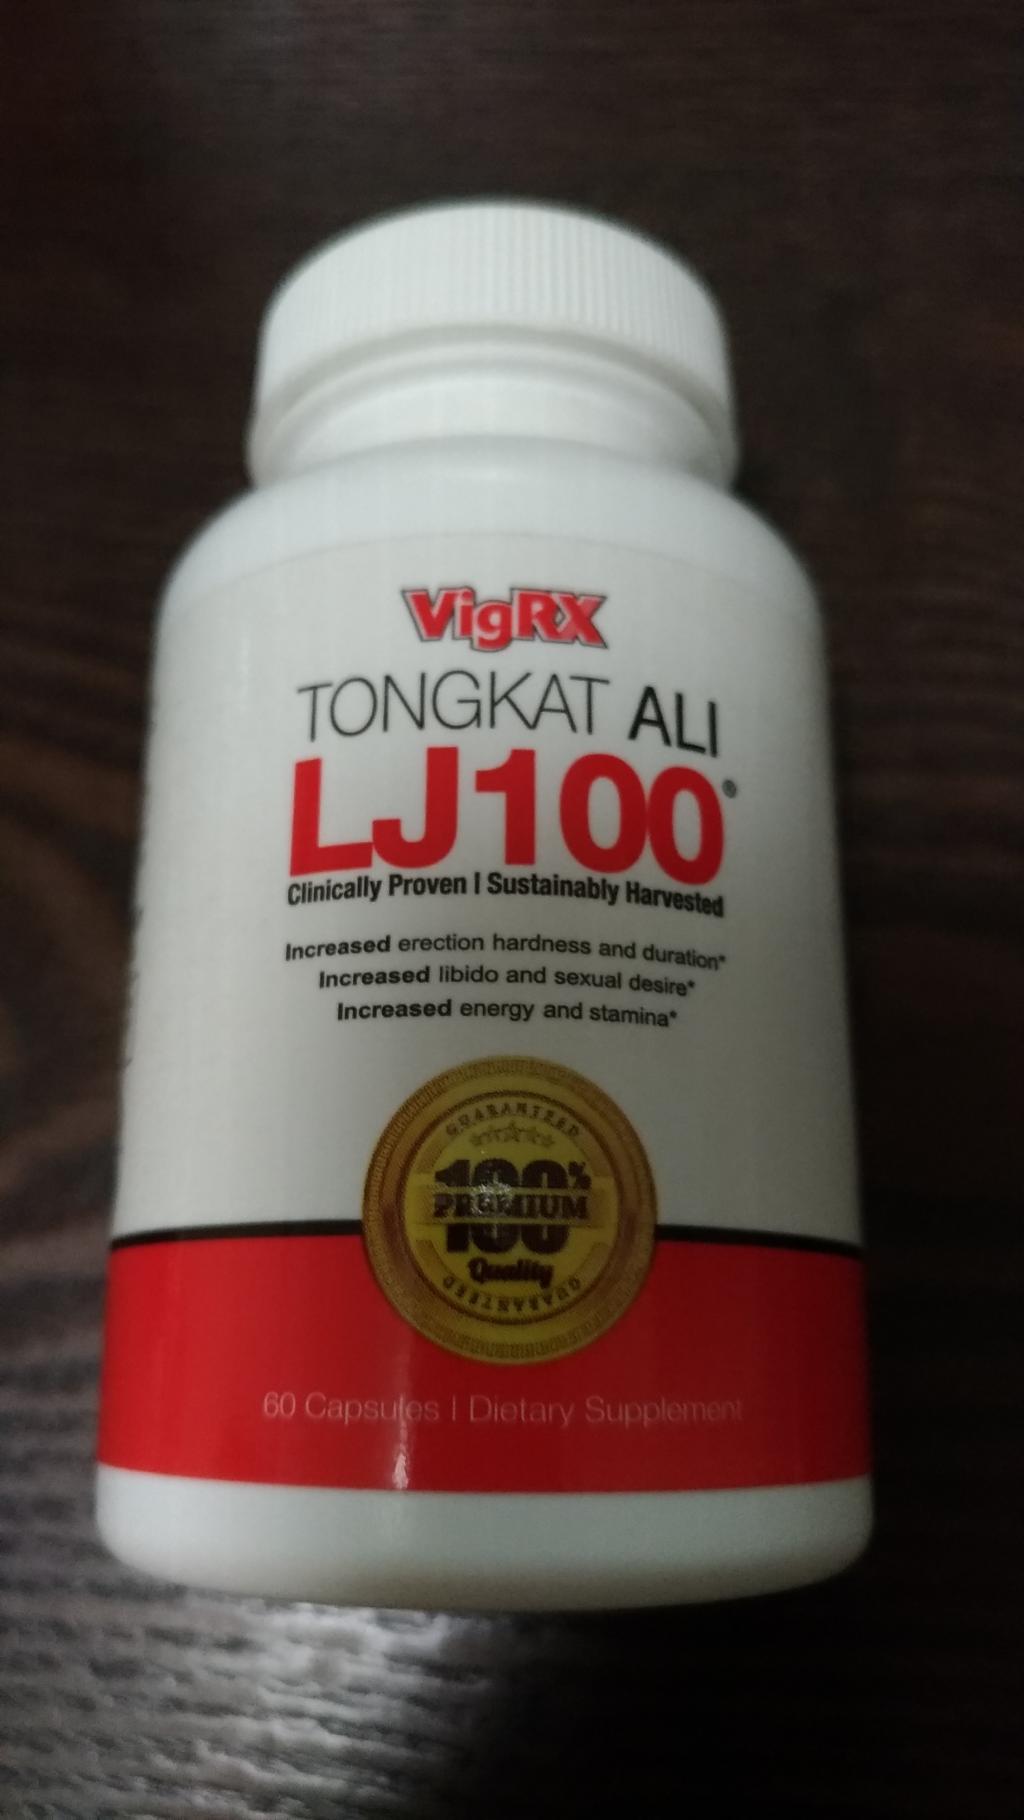 VigRX
TONGKAT ALI
LJ100®
Clinically Proven | Sustainably Harvested
Increased erection hardness and duration*
Increased libido and sexual desire*
Increased energy and stamina*
GUARANTEED
100%
PREMIUM
100
Quality
GUARANTEED
60 Capsules | Dietary Supplement